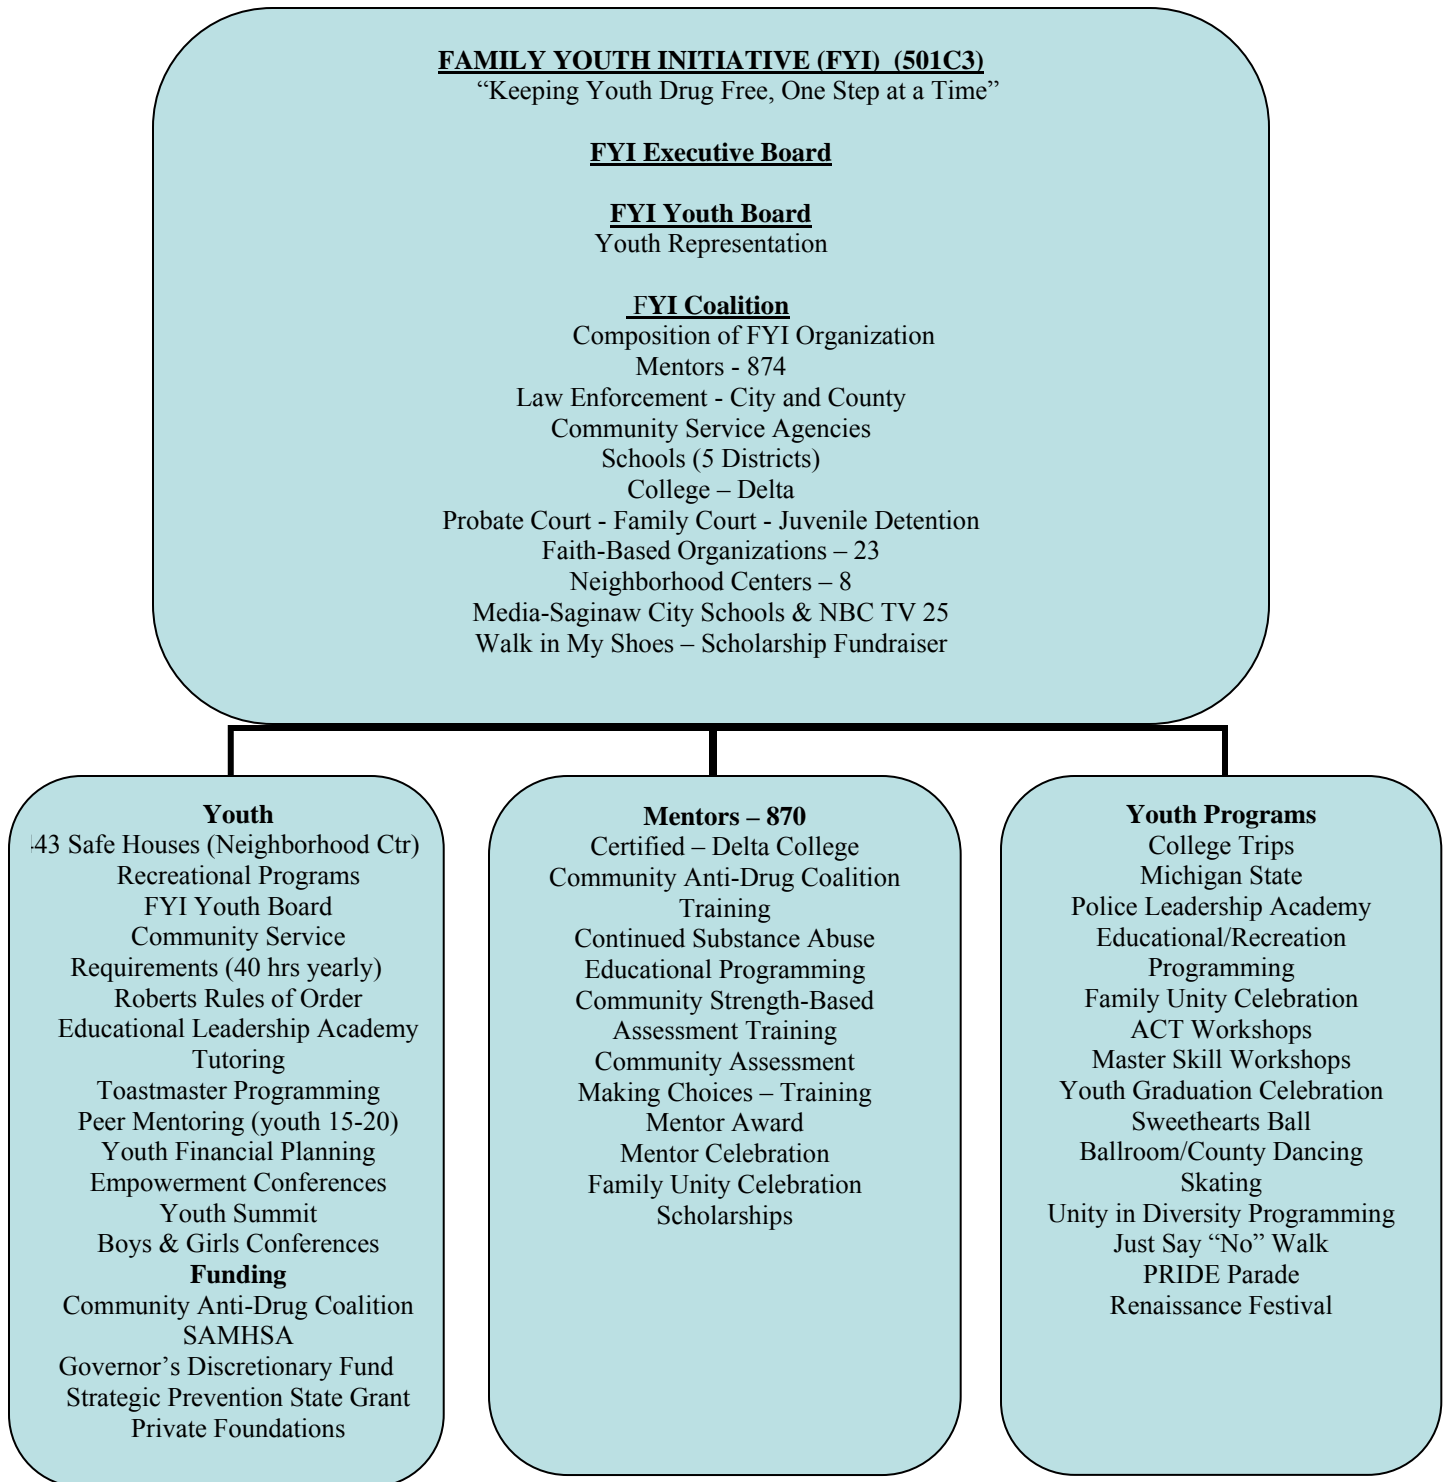 FAMILY YOUTH INITIATIVE (FYI) (501C3)
“Keeping Youth Drug Free, One Step at a Time”
FYI Executive Board
FYI Youth Board
Youth Representation
FYI Coalition
Composition of FYI Organization
Mentors - 874
Law Enforcement - City and County
Community Service Agencies
Schools (5 Districts)
College – Delta
Probate Court - Family Court - Juvenile Detention
Faith-Based Organizations – 23
Neighborhood Centers – 8
Media-Saginaw City Schools & NBC TV 25
Walk in My Shoes – Scholarship Fundraiser
Youth
Safe Houses (Neighborhood Ctr)
Recreational Programs
FYI Youth Board
Community Service
Requirements (40 hrs yearly)
Roberts Rules of Order
Educational Leadership Academy
Tutoring
Toastmaster Programming
Peer Mentoring (youth 15-20)
Youth Financial Planning
Empowerment Conferences
Youth Summit
Boys & Girls Conferences
Funding
Community Anti-Drug Coalition
SAMHSA
Governor’s Discretionary Fund
Strategic Prevention State Grant
Private Foundations
Mentors – 870
Certified – Delta College
Community Anti-Drug Coalition
Training
Continued Substance Abuse
Educational Programming
Community Strength-Based
Assessment Training
Community Assessment
Making Choices – Training
Mentor Award
Mentor Celebration
Family Unity Celebration
Scholarships
Youth Programs
College Trips
Michigan State
Police Leadership Academy
Educational/Recreation
Programming
Family Unity Celebration
ACT Workshops
Master Skill Workshops
Youth Graduation Celebration
Sweethearts Ball
Ballroom/County Dancing
Skating
Unity in Diversity Programming
Just Say “No” Walk
PRIDE Parade
Renaissance Festival